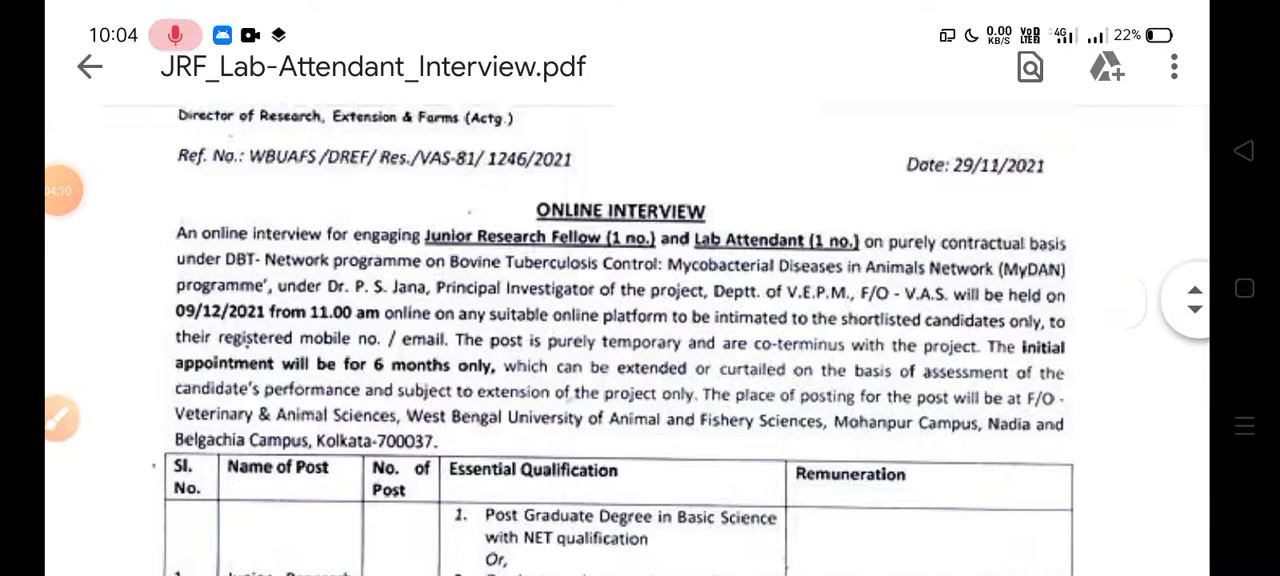 10:04 0.00 KB/S VoD LTE2 4G 22%
JRF_Lab-Attendant_Interview.pdf
Director of Research, Extension & Farms (Actg.)
Ref. No.: WBUAFS /DREF/ Res./VAS-81/ 1246/2021 Date: 29/11/2021
04:10
ONLINE INTERVIEW
An online interview for engaging Junior Research Fellow (1 no.) and Lab Attendant (1 no.) on purely contractual basis
under DBT- Network programme on Bovine Tuberculosis Control: Mycobacterial Diseases in Animals Network (MyDAN)
programme', under Dr. P. S. Jana, Principal Investigator of the project, Deptt. of V.E.P.M., F/O - V.A.S. will be held on
09/12/2021 from 11.00 am online on any suitable online platform to be intimated to the shortlisted candidates only, to
their registered mobile no. / email. The post is purely temporary and are co-terminus with the project. The initial
appointment will be for 6 months only, which can be extended or curtailed on the basis of assessment of the
candidate's performance and subject to extension of the project only. The place of posting for the post will be at F/O -
Veterinary & Animal Sciences, West Bengal University of Animal and Fishery Sciences, Mohanpur Campus, Nadia and
Belgachia Campus, Kolkata-700037.
Sl. No. Name of Post No. of Post Essential Qualification Remuneration
1. Post Graduate Degree in Basic Science
with NET qualification
Or,